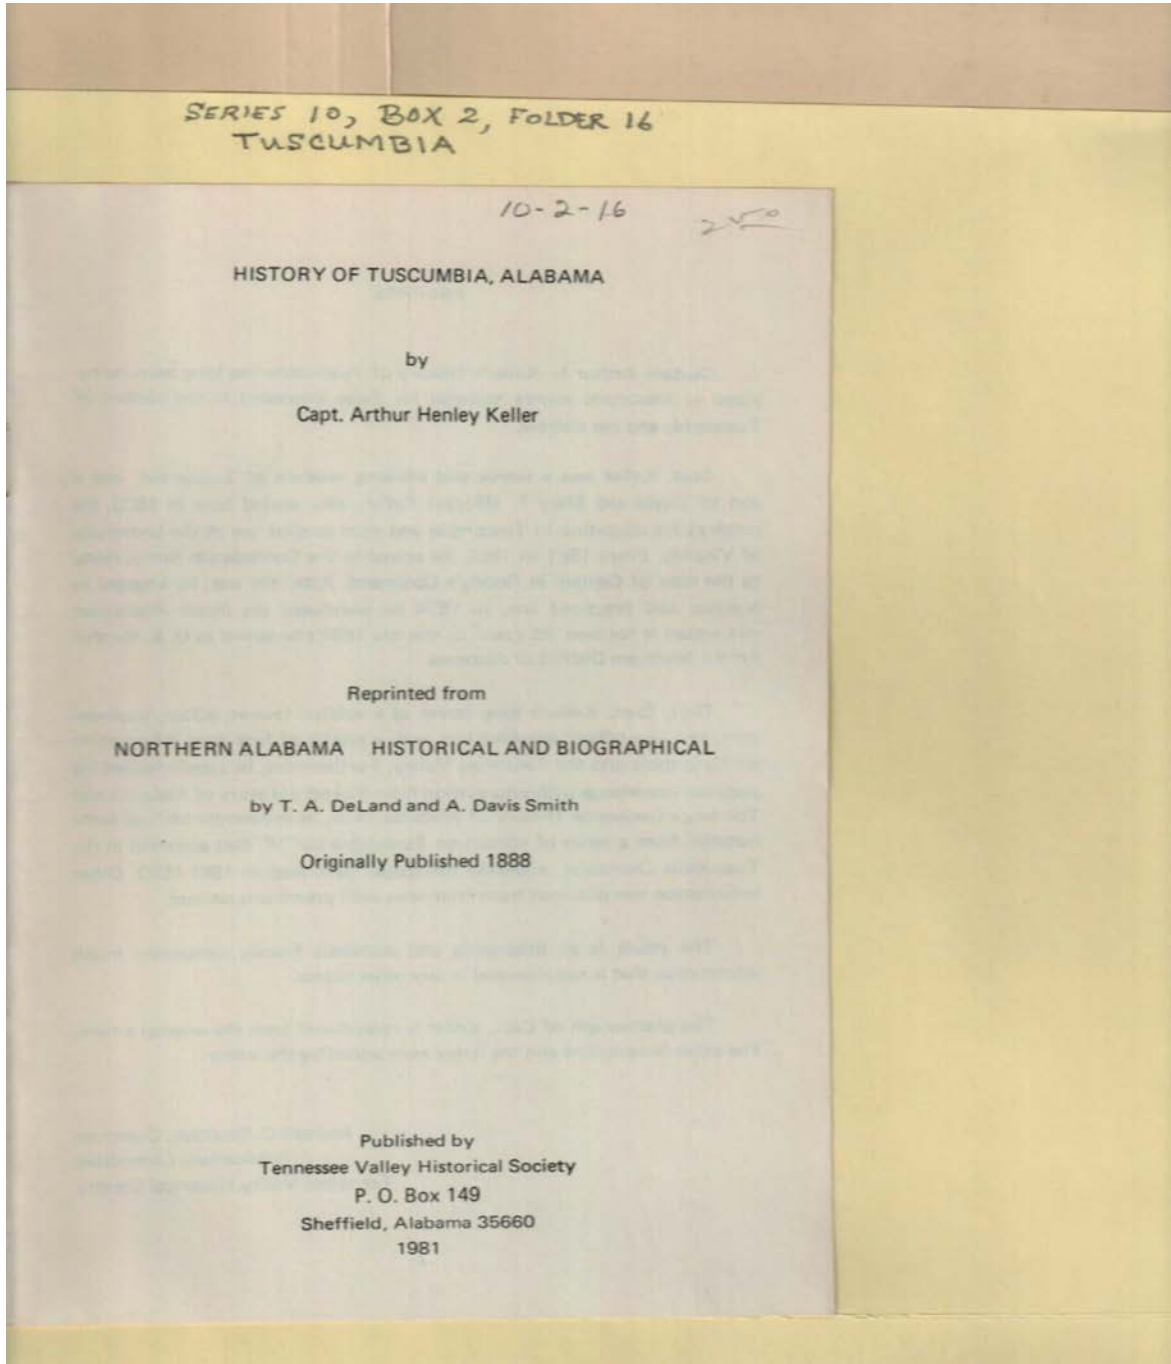 SERIES 10, BOX 2, FOLDER 16
TUSCUMBIA
10-2-16
2 50
HISTORY OF TUSCUMBIA, ALABAMA
by
Capt. Arthur Henley Keller
Reprinted from
NORTHERN ALABAMA HISTORICAL AND BIOGRAPHICAL
by T. A. DeLand and A. Davis Smith
Originally Published 1888
Published by
Tennessee Valley Historical Society
P. O. Box 149
Sheffield, Alabama 35660
1981